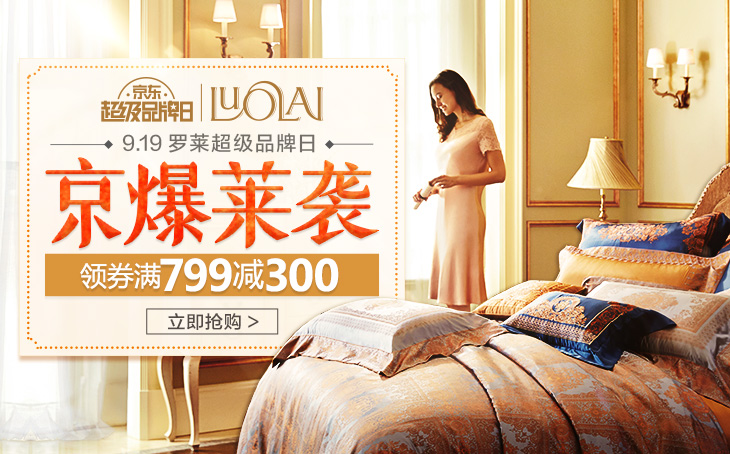 京东
超级品牌日
LUOLAI
9.19 罗莱超级品牌日
京爆莱袭
领券满799减300
立即抢购 >